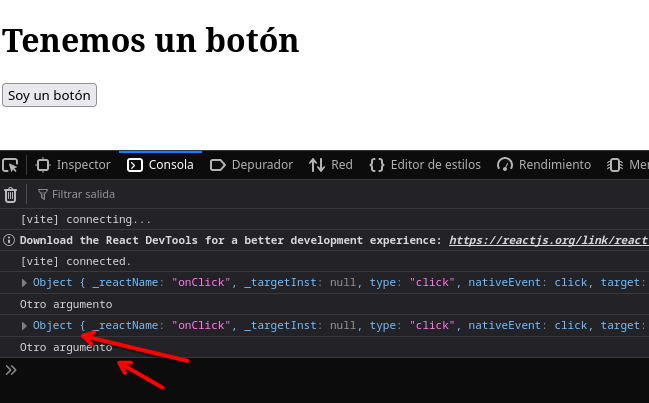 Tenemos un botón
Soy un botón
Inspector Consola Depurador Red Editor de estilos Rendimiento Mer
Filtrar salida
[vite] connecting...
Download the React DevTools for a better development experience: https://reactjs.org/link/react
[vite] connected.
Object { _reactName: "onClick", _targetInst: null, type: "click", nativeEvent: click, target:
Otro argumento
Object { _reactName: "onClick", _targetInst: null, type: "click", nativeEvent: click, target:
Otro argumento